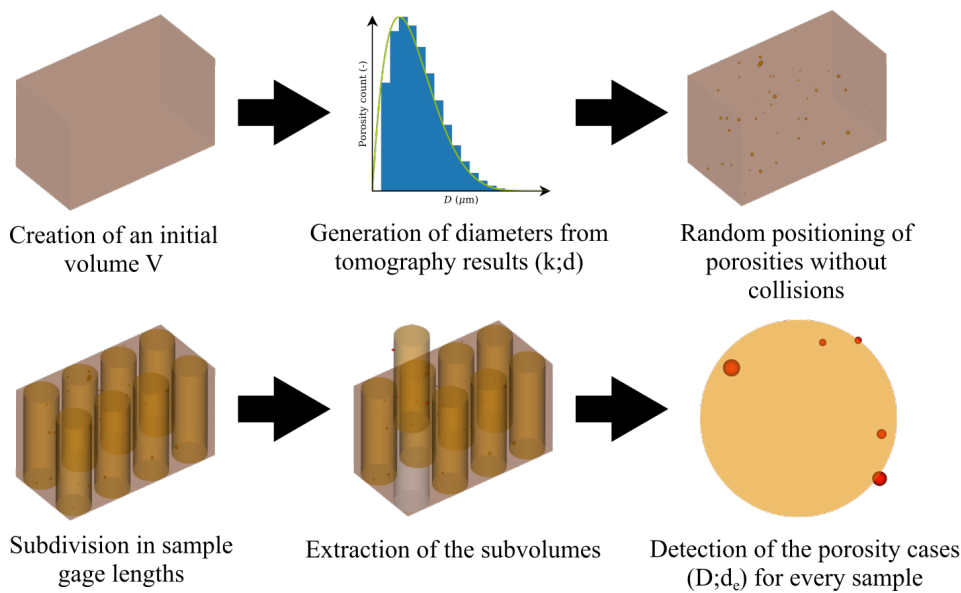 Porosity count (-)
D (μm)
Creation of an initial
volume V
Generation of diameters from
tomography results (k;d)
Random positioning of
porosities without
collisions
Subdivision in sample
gage lengths
Extraction of the subvolumes
Detection of the porosity cases
(D;dₑ) for every sample